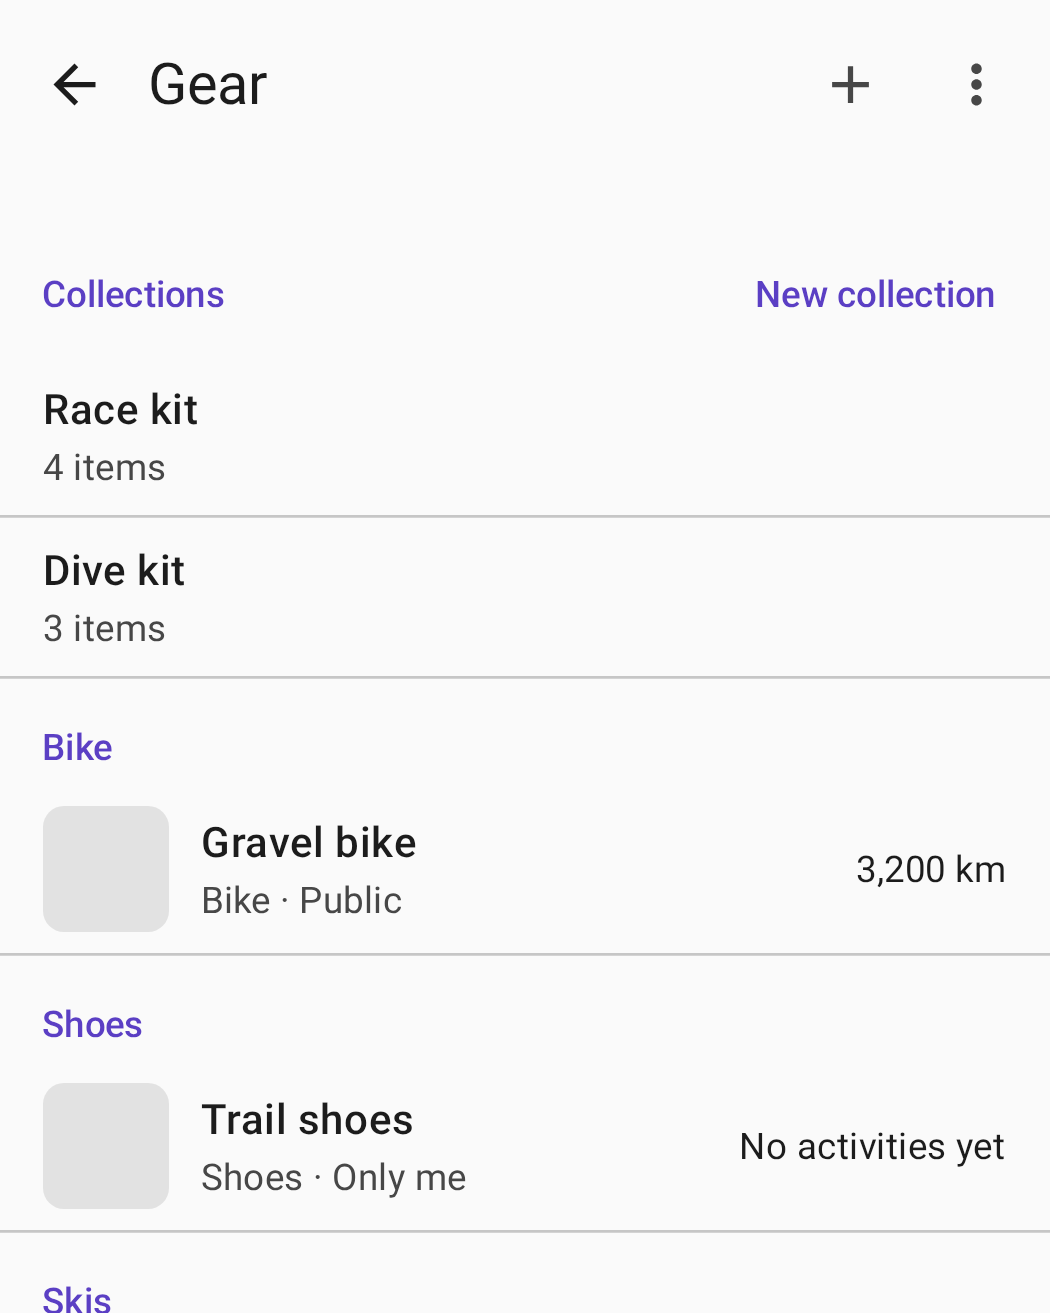 Gear
Collections
New collection
Race kit
4 items
Dive kit
3 items
Bike
Gravel bike
Bike · Public
3,200 km
Shoes
Trail shoes
Shoes · Only me
No activities yet
Skis